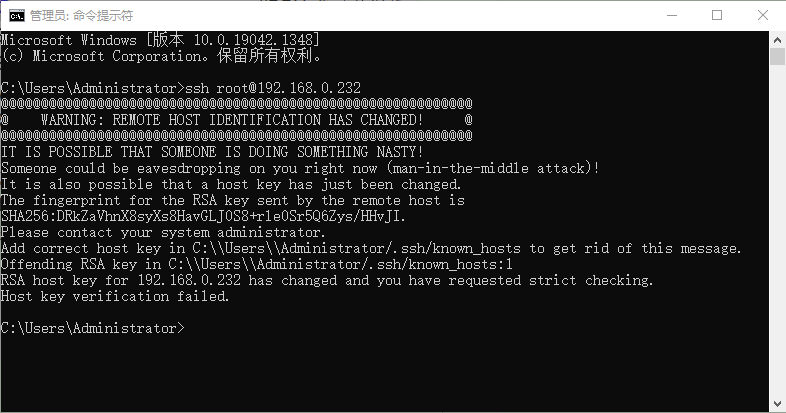 管理员: 命令提示符
Microsoft Windows [版本 10.0.19042.1348]
(c) Microsoft Corporation。保留所有权利。
C:\Users\Administrator>ssh root@192.168.0.232
@@@@@@@@@@@@@@@@@@@@@@@@@@@@@@@@@@@@@@@@@@@@@@@@@@@@@@@@@@@
@    WARNING: REMOTE HOST IDENTIFICATION HAS CHANGED!     @
@@@@@@@@@@@@@@@@@@@@@@@@@@@@@@@@@@@@@@@@@@@@@@@@@@@@@@@@@@@
IT IS POSSIBLE THAT SOMEONE IS DOING SOMETHING NASTY!
Someone could be eavesdropping on you right now (man-in-the-middle attack)!
It is also possible that a host key has just been changed.
The fingerprint for the RSA key sent by the remote host is
SHA256:DRkZaVhnX8syXs8HavGLJ0S8+r1eOSr5Q6Zys/HHvJI.
Please contact your system administrator.
Add correct host key in C:\\Users\\Administrator/.ssh/known_hosts to get rid of this message.
Offending RSA key in C:\\Users\\Administrator/.ssh/known_hosts:1
RSA host key for 192.168.0.232 has changed and you have requested strict checking.
Host key verification failed.
C:\Users\Administrator>